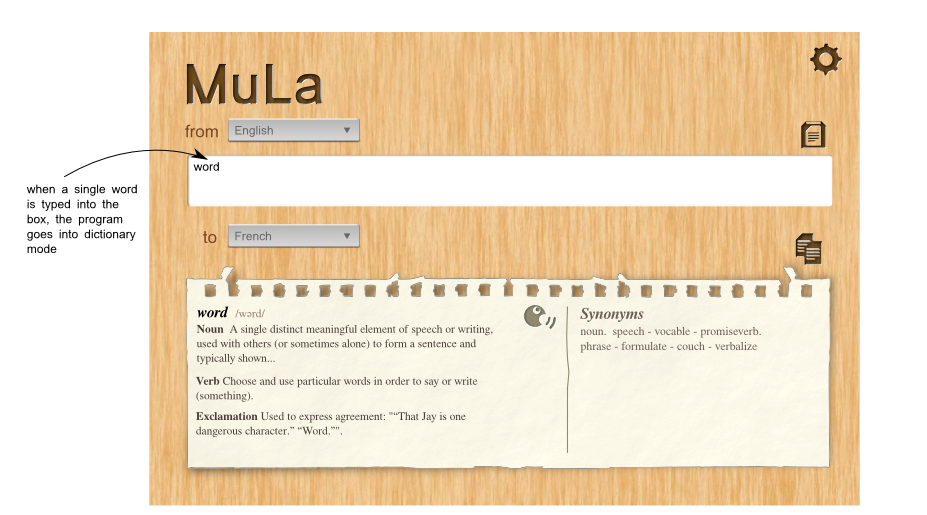 MuLa
from English
word
when a single word
is typed into the
box, the program
goes into dictionary
mode
to French
word /wərd/
Noun A single distinct meaningful element of speech or writing,
used with others (or sometimes alone) to form a sentence and
typically shown...
Verb Choose and use particular words in order to say or write
(something).
Exclamation Used to express agreement: "“That Jay is one
dangerous character.” “Word.””.
Synonyms
noun. speech - vocable - promiseverb.
phrase - formulate - couch - verbalize